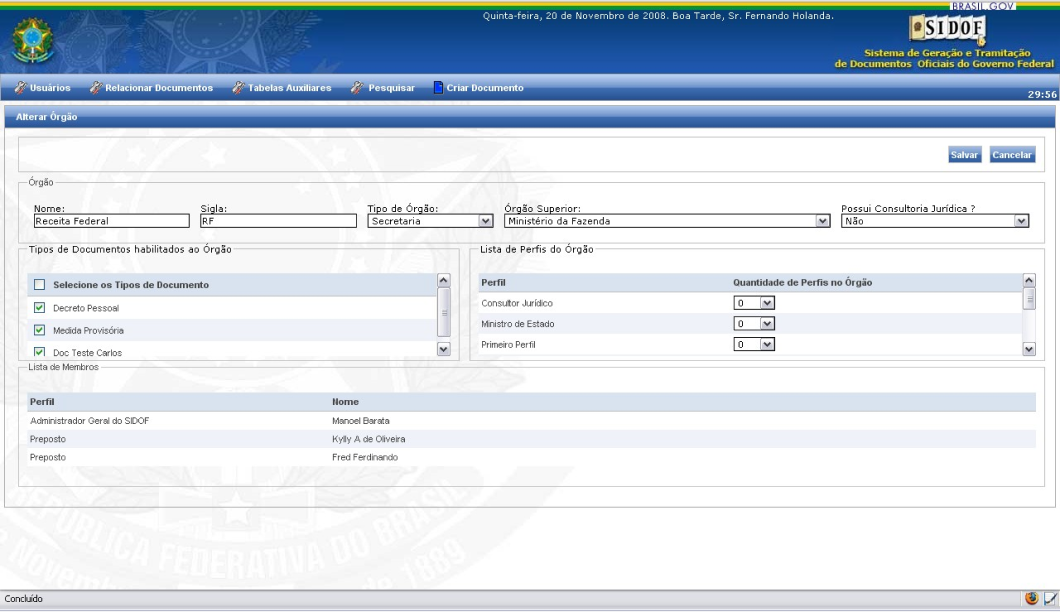 BRASIL.GOV
Quinta-feira, 20 de Novembro de 2008. Boa Tarde, Sr. Fernando Holanda.
SIDOF
Sistema de Geração e Tramitação
de Documentos Oficiais do Governo Federal
Usuários Relacionar Documentos Tabelas Auxiliares Pesquisar Criar Documento
29:56
Alterar Órgão
Salvar Cancelar
Órgão
Nome: Sigla: Tipo de Órgão: Órgão Superior: Possui Consultoria Jurídica ?
Receita Federal RF Secretaria Ministério da Fazenda Não
Tipos de Documentos habilitados ao Órgão
Selecione os Tipos de Documento
Decreto Pessoal
Medida Provisória
Doc Teste Carlos
Lista de Perfis do Órgão
Perfil Quantidade de Perfis no Órgão
Consultor Jurídico 0
Ministro de Estado 0
Primeiro Perfil 0
Lista de Membros
Perfil Nome
Administrador Geral do SIDOF Manoel Barata
Preposto Kylly A de Oliveira
Preposto Fred Ferdinando
REPUBLICA FEDERATIVA DO BRASIL
Novembro de 1889
Concluído